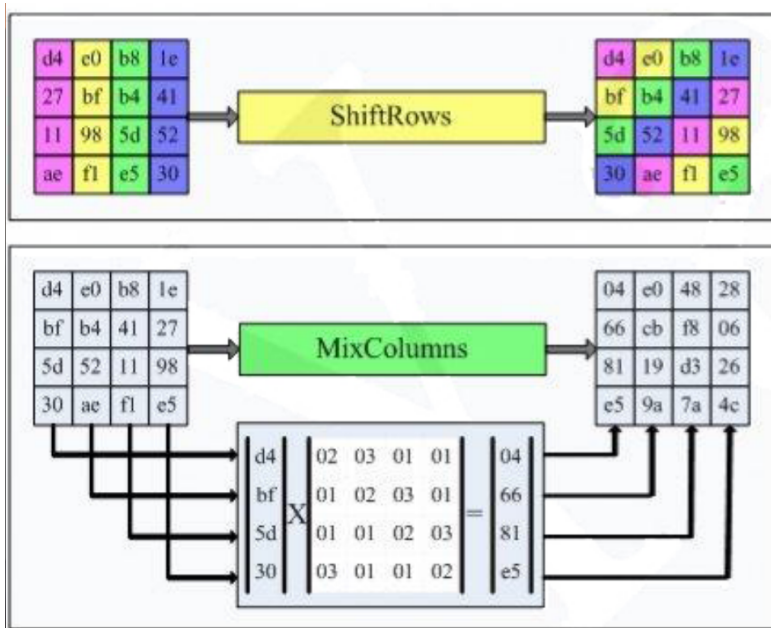 d4 e0 b8 1e
27 bf b4 41
11 98 5d 52
ae f1 e5 30
ShiftRows
d4 e0 b8 1e
bf b4 41 27
5d 52 11 98
30 ae f1 e5
d4 e0 b8 1e
bf b4 41 27
5d 52 11 98
30 ae f1 e5
MixColumns
04 e0 48 28
66 cb f8 06
81 19 d3 26
e5 9a 7a 4c
d4 02 03 01 01 04
bf 01 02 03 01 66
X =
5d 01 01 02 03 81
30 03 01 01 02 e5